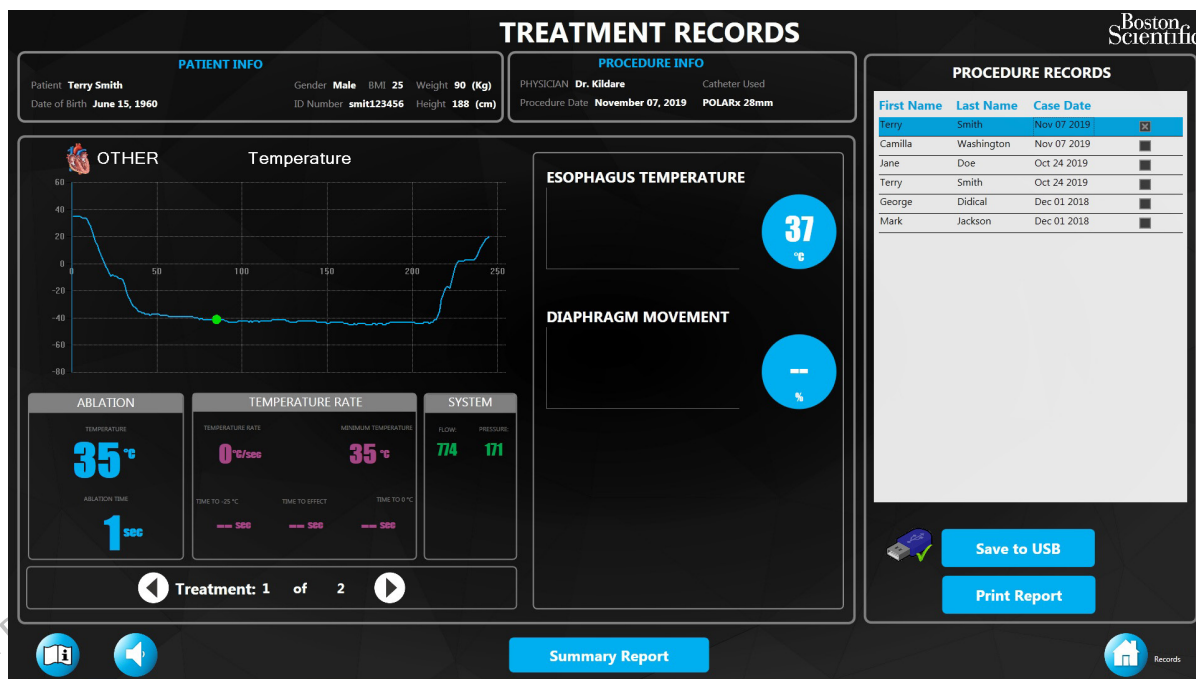 TREATMENT RECORDS
Boston
Scientific
PATIENT INFO
Patient Terry Smith Gender Male BMI 25 Weight 90 (Kg)
Date of Birth June 15, 1960 ID Number smit123456 Height 188 (cm)
PROCEDURE INFO
PHYSICIAN Dr. Kildare Catheter Used
Procedure Date November 07, 2019 POLARx 28mm
OTHER Temperature
60
40
20
0
-20
-40
-60
-80
0 50 100 150 200 250
ABLATION
TEMPERATURE
35 °C
ABLATION TIME
1 sec
TEMPERATURE RATE
TEMPERATURE RATE MINIMUM TEMPERATURE
0 °C/sec 35 °C
TIME TO -25 °C TIME TO EFFECT TIME TO 0 °C
-- sec -- sec -- sec
SYSTEM
FLOW: PRESSURE:
774 171
Treatment: 1 of 2
ESOPHAGUS TEMPERATURE
37
°C
DIAPHRAGM MOVEMENT
--
%
PROCEDURE RECORDS
First Name Last Name Case Date
Terry Smith Nov 07 2019
Camilla Washington Nov 07 2019
Jane Doe Oct 24 2019
Terry Smith Oct 24 2019
George Didical Dec 01 2018
Mark Jackson Dec 01 2018
Save to USB
Print Report
Summary Report
Records